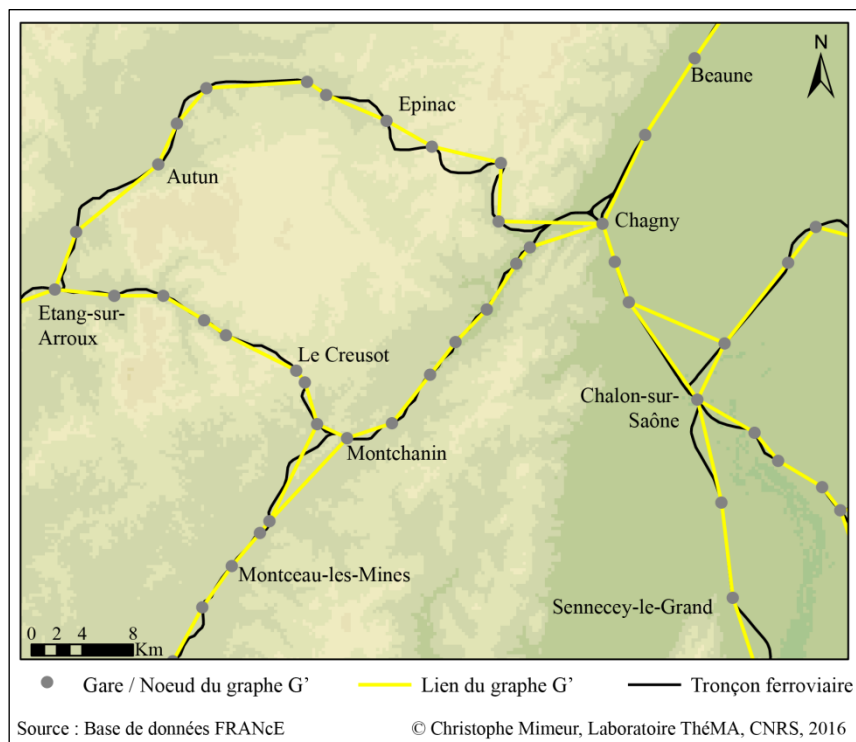 N
Beaune
Epinac
Autun
Chagny
Etang-sur-
Arroux
Le Creusot
Chalon-sur-
Saône
Montchanin
Montceau-les-Mines
Sennecey-le-Grand
0 2 4 8
Km
Gare / Noeud du graphe G’
Lien du graphe G’
Tronçon ferroviaire
Source : Base de données FRANcE
© Christophe Mimeur, Laboratoire ThéMA, CNRS, 2016